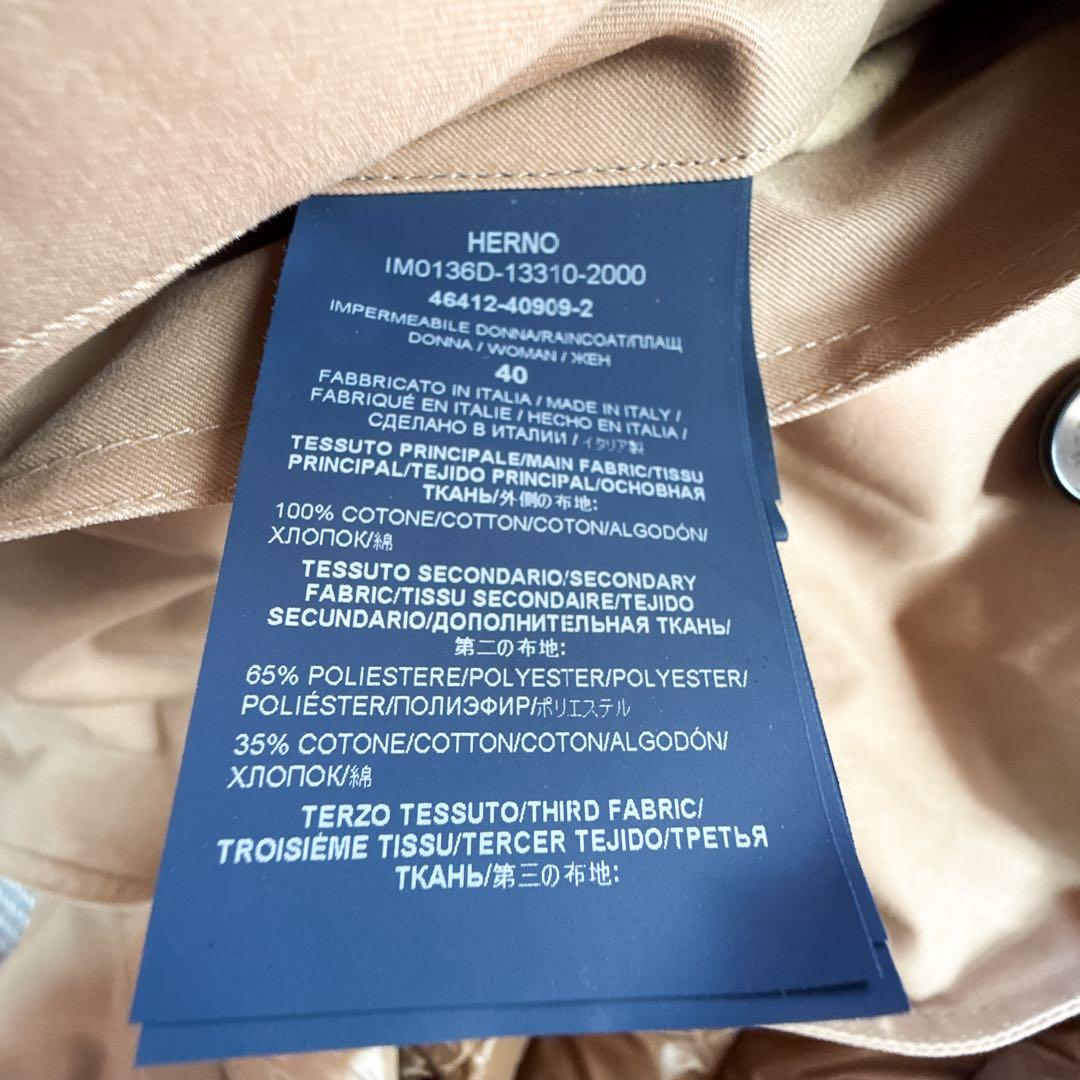 HERNO
IM0136D-13310-2000
46412-40909-2
IMPERMEABILE DONNA/RAINCOAT/ПЛАЩ
DONNA / WOMAN / ЖЕН
40
FABBRICATO IN ITALIA / MADE IN ITALY /
FABRIQUÉ EN ITALIE / HECHO EN ITALIA /
СДЕЛАНО В ИТАЛИИ / イタリア製
TESSUTO PRINCIPALE/MAIN FABRIC/TISSU
PRINCIPAL/TEJIDO PRINCIPAL/ОСНОВНАЯ
ТКАНЬ/外側の布地:
100% COTONE/COTTON/COTON/ALGODÓN/
ХЛОПОК/綿
TESSUTO SECONDARIO/SECONDARY
FABRIC/TISSU SECONDAIRE/TEJIDO
SECUNDARIO/ДОПОЛНИТЕЛЬНАЯ ТКАНЬ/
第二の布地:
65% POLIESTERE/POLYESTER/POLYESTER/
POLIÉSTER/ПОЛИЭФИР/ポリエステル
35% COTONE/COTTON/COTON/ALGODÓN/
ХЛОПОК/綿
TERZO TESSUTO/THIRD FABRIC/
TROISIÉME TISSU/TERCER TEJIDO/ТРЕТЬЯ
ТКАНЬ/第三の布地: